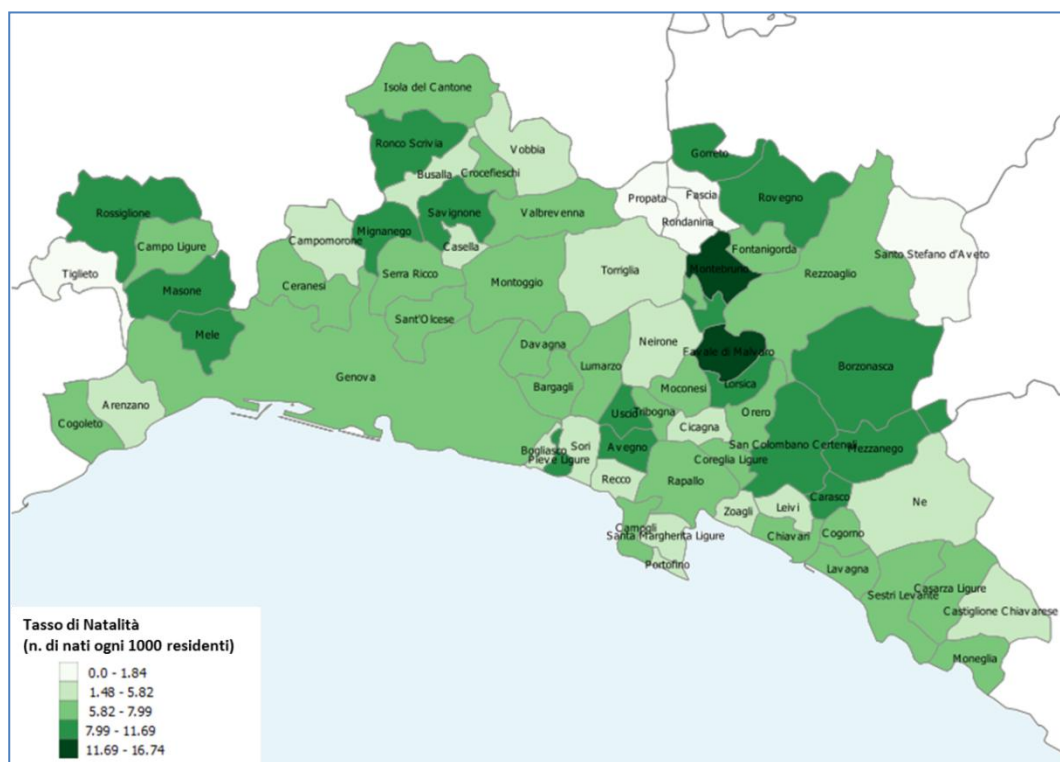 Isola del Cantone
Ronco Scrivia
Vobbia
Busalla
Crocefieschi
Gorreto
Rovegno
Rossiglione
Propata
Fascia
Rondanina
Savignone
Valbrevenna
Campo Ligure
Campomorone
Mignanego
Casella
Fontanigorda
Santo Stefano d'Aveto
Tiglieto
Serra Ricco
Torriglia
Montebruno
Rezzoaglio
Masone
Ceranesi
Montoggio
Sant'Olcese
Mele
Davagna
Neirone
Favale di Malvaro
Lumarzo
Borzonasca
Genova
Bargagli
Moconesi
Lorsica
Arenzano
Cogoleto
Uscio
Tribogna
Orero
Cicagna
San Colombano Certenoli
Mezzanego
Bogliasco
Sori
Avegno
Pieve Ligure
Coreglia Ligure
Recco
Rapallo
Carasco
Ne
Zoagli
Leivi
Camogli
Santa Margherita Ligure
Chiavari
Cogorno
Portofino
Lavagna
Sestri Levante
Casarza Ligure
Castiglione Chiavarese
Moneglia
Tasso di Natalità
(n. di nati ogni 1000 residenti)
0.0 - 1.84
1.48 - 5.82
5.82 - 7.99
7.99 - 11.69
11.69 - 16.74